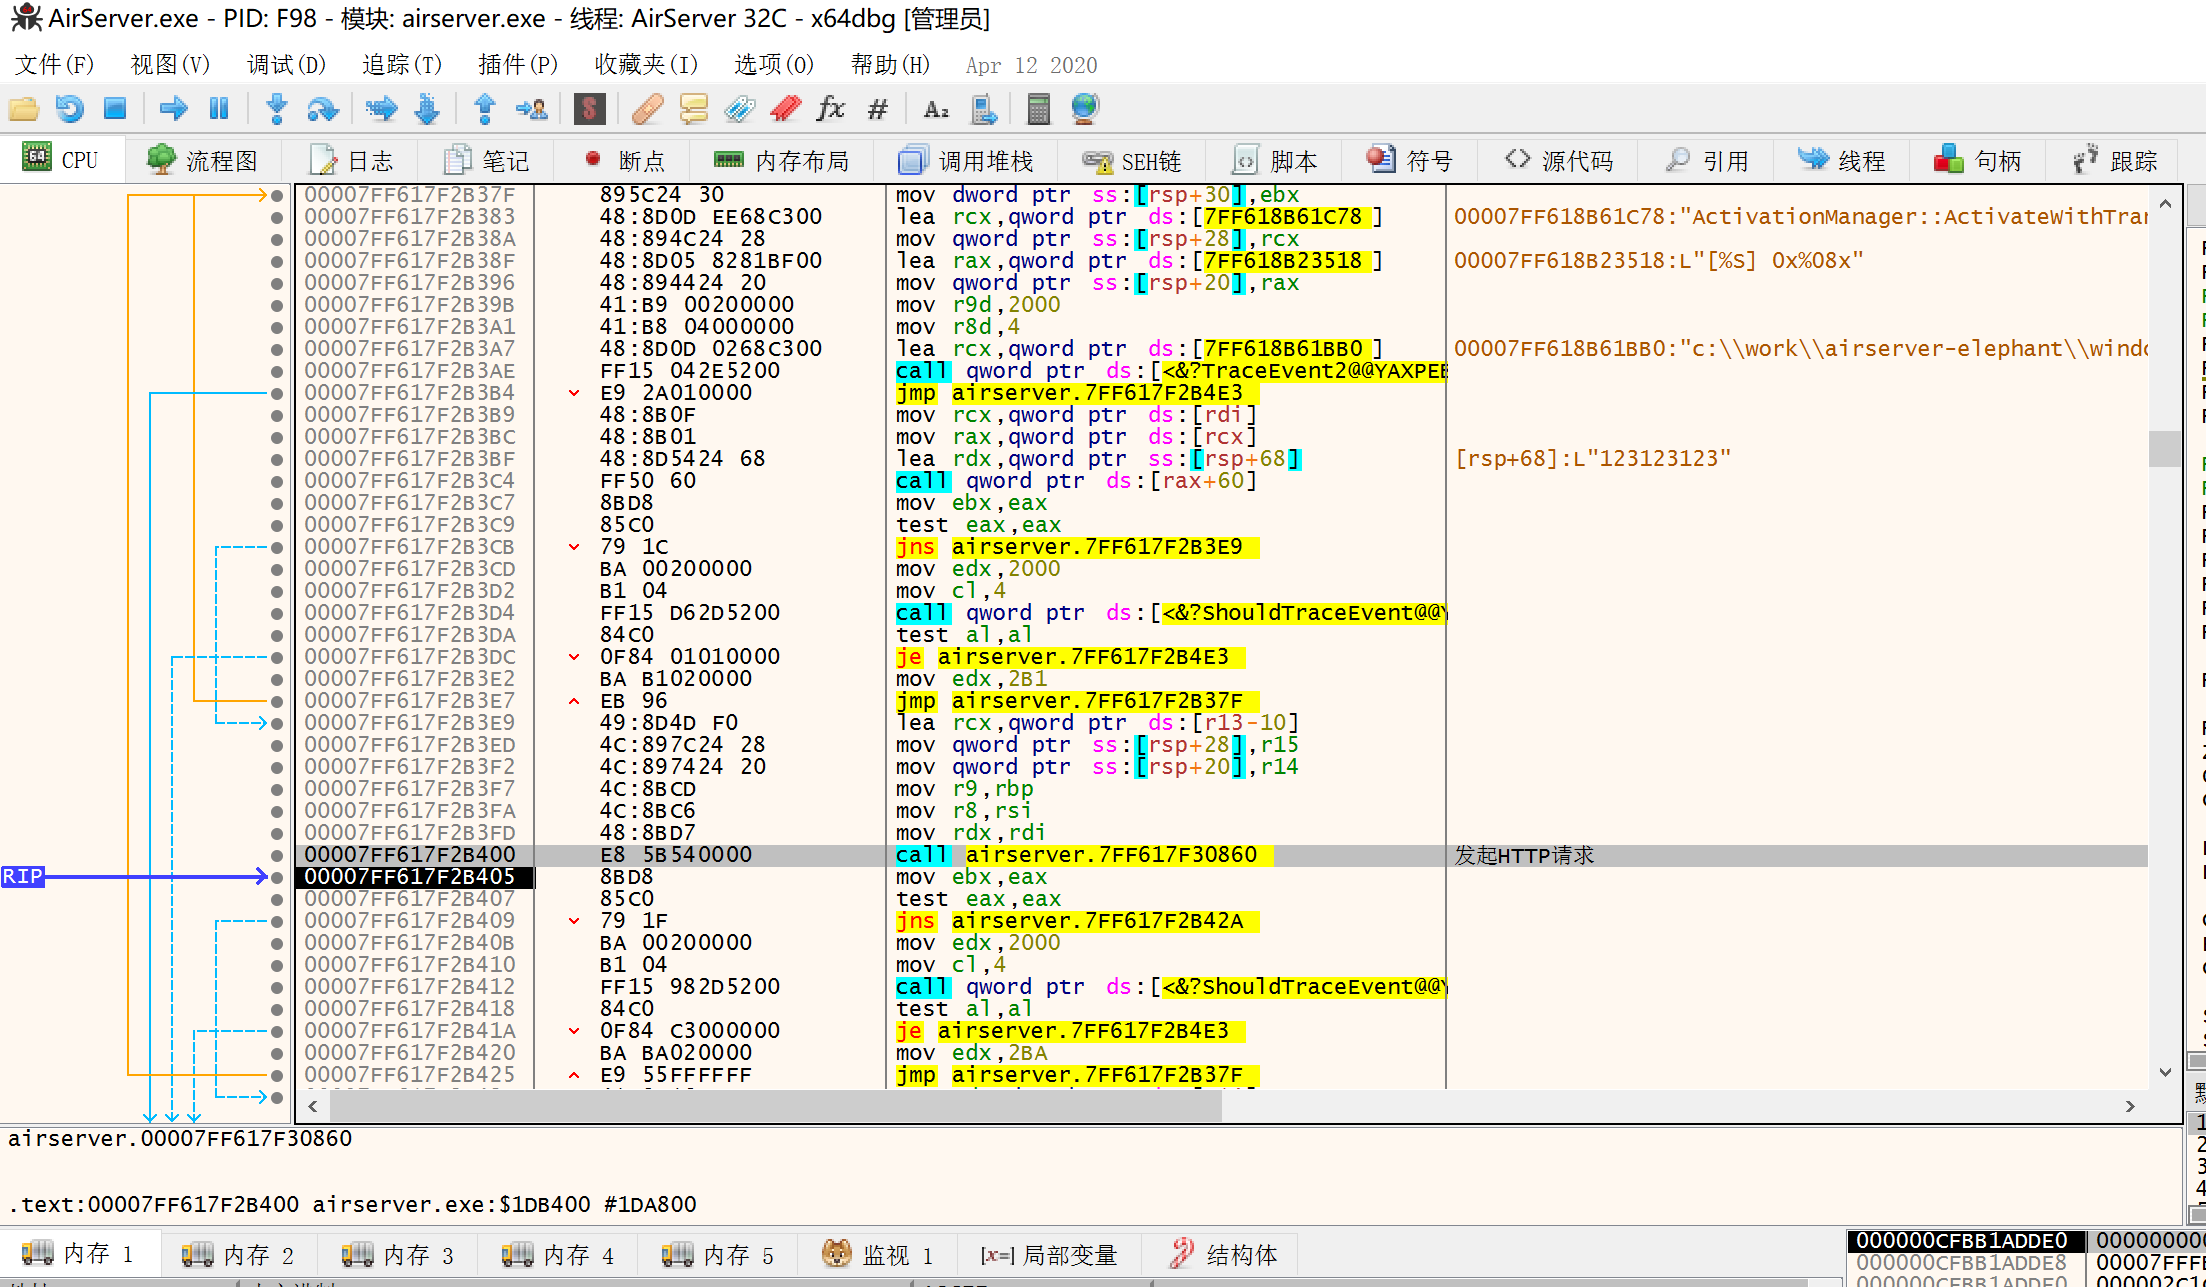 AirServer.exe - PID: F98 - 模块: airserver.exe - 线程: AirServer 32C - x64dbg [管理员]
文件(F) 视图(V) 调试(D) 追踪(T) 插件(P) 收藏夹(I) 选项(O) 帮助(H) Apr 12 2020
CPU 流程图 日志 笔记 断点 内存布局 调用堆栈 SEH链 脚本 符号 源代码 引用 线程 句柄 跟踪
00007FF617F2B37F 895C24 30 mov dword ptr ss:[rsp+30],ebx
00007FF617F2B383 48:8D0D EE68C300 lea rcx,qword ptr ds:[7FF618B61C78] 00007FF618B61C78:"ActivationManager::ActivateWithTran
00007FF617F2B38A 48:894C24 28 mov qword ptr ss:[rsp+28],rcx
00007FF617F2B38F 48:8D05 8281BF00 lea rax,qword ptr ds:[7FF618B23518] 00007FF618B23518:L"[%S] 0x%08x"
00007FF617F2B396 48:894424 20 mov qword ptr ss:[rsp+20],rax
00007FF617F2B39B 41:B9 00200000 mov r9d,2000
00007FF617F2B3A1 41:B8 04000000 mov r8d,4
00007FF617F2B3A7 48:8D0D 0268C300 lea rcx,qword ptr ds:[7FF618B61BB0] 00007FF618B61BB0:"c:\\work\\airserver-elephant\\windo
00007FF617F2B3AE FF15 042E5200 call qword ptr ds:[<&?TraceEvent2@@YAXPEB
00007FF617F2B3B4 E9 2A010000 jmp airserver.7FF617F2B4E3
00007FF617F2B3B9 48:8B0F mov rcx,qword ptr ds:[rdi]
00007FF617F2B3BC 48:8B01 mov rax,qword ptr ds:[rcx]
00007FF617F2B3BF 48:8D5424 68 lea rdx,qword ptr ss:[rsp+68] [rsp+68]:L"123123123"
00007FF617F2B3C4 FF50 60 call qword ptr ds:[rax+60]
00007FF617F2B3C7 8BD8 mov ebx,eax
00007FF617F2B3C9 85C0 test eax,eax
00007FF617F2B3CB 79 1C jns airserver.7FF617F2B3E9
00007FF617F2B3CD BA 00200000 mov edx,2000
00007FF617F2B3D2 B1 04 mov cl,4
00007FF617F2B3D4 FF15 D62D5200 call qword ptr ds:[<&?ShouldTraceEvent@@Y
00007FF617F2B3DA 84C0 test al,al
00007FF617F2B3DC 0F84 01010000 je airserver.7FF617F2B4E3
00007FF617F2B3E2 BA B1020000 mov edx,2B1
00007FF617F2B3E7 EB 96 jmp airserver.7FF617F2B37F
00007FF617F2B3E9 49:8D4D F0 lea rcx,qword ptr ds:[r13-10]
00007FF617F2B3ED 4C:897C24 28 mov qword ptr ss:[rsp+28],r15
00007FF617F2B3F2 4C:897424 20 mov qword ptr ss:[rsp+20],r14
00007FF617F2B3F7 4C:8BCD mov r9,rbp
00007FF617F2B3FA 4C:8BC6 mov r8,rsi
00007FF617F2B3FD 48:8BD7 mov rdx,rdi
00007FF617F2B400 E8 5B540000 call airserver.7FF617F30860 发起HTTP请求
RIP 00007FF617F2B405 8BD8 mov ebx,eax
00007FF617F2B407 85C0 test eax,eax
00007FF617F2B409 79 1F jns airserver.7FF617F2B42A
00007FF617F2B40B BA 00200000 mov edx,2000
00007FF617F2B410 B1 04 mov cl,4
00007FF617F2B412 FF15 982D5200 call qword ptr ds:[<&?ShouldTraceEvent@@Y
00007FF617F2B418 84C0 test al,al
00007FF617F2B41A 0F84 C3000000 je airserver.7FF617F2B4E3
00007FF617F2B420 BA BA020000 mov edx,2BA
00007FF617F2B425 E9 55FFFFFF jmp airserver.7FF617F2B37F
airserver.00007FF617F30860
.text:00007FF617F2B400 airserver.exe:$1DB400 #1DA800
内存 1 内存 2 内存 3 内存 4 内存 5 监视 1 [x=] 局部变量 结构体
000000CFBB1ADDE0 000000000
000000CFBB1ADDE8 00007FFF